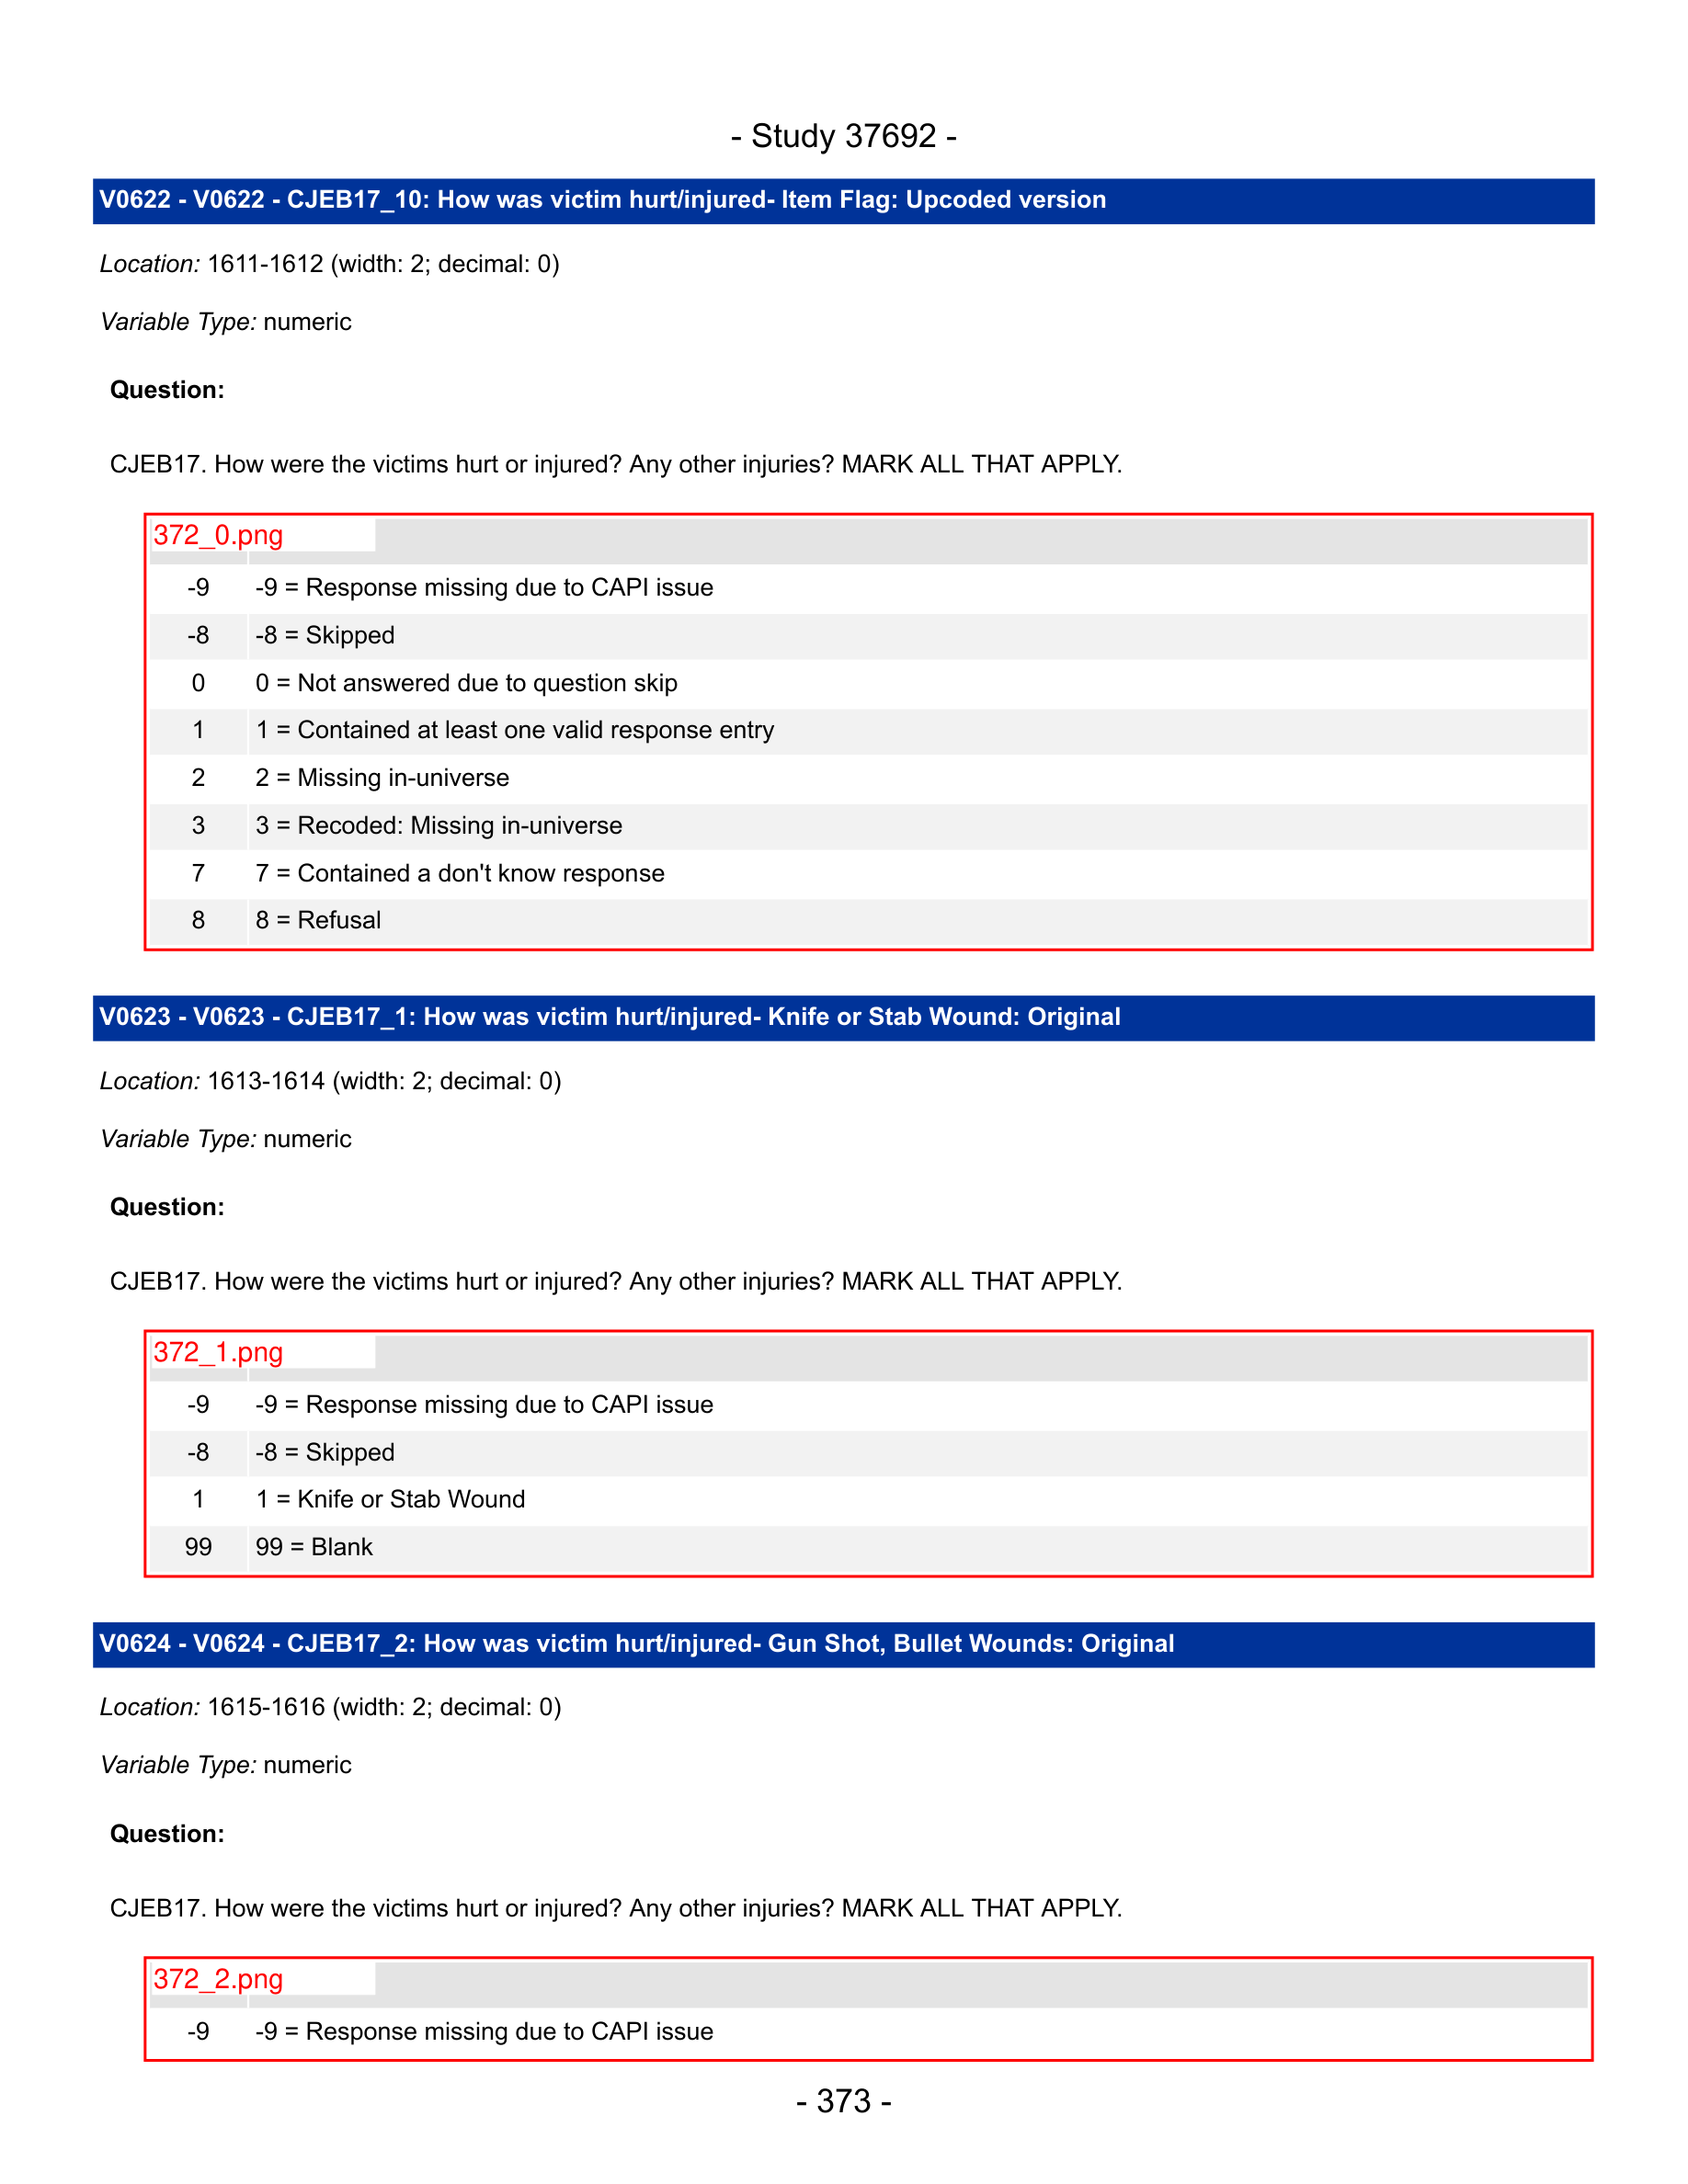 - Study 37692 -
V0622 - V0622 - CJEB17_10: How was victim hurt/injured- Item Flag: Upcoded version
Location: 1611-1612 (width: 2; decimal: 0)
Variable Type: numeric
Question:
CJEB17. How were the victims hurt or injured? Any other injuries? MARK ALL THAT APPLY.
372_0.png
-9 -9 = Response missing due to CAPI issue
-8 -8 = Skipped
0 0 = Not answered due to question skip
1 1 = Contained at least one valid response entry
2 2 = Missing in-universe
3 3 = Recoded: Missing in-universe
7 7 = Contained a don't know response
8 8 = Refusal
V0623 - V0623 - CJEB17_1: How was victim hurt/injured- Knife or Stab Wound: Original
Location: 1613-1614 (width: 2; decimal: 0)
Variable Type: numeric
Question:
CJEB17. How were the victims hurt or injured? Any other injuries? MARK ALL THAT APPLY.
372_1.png
-9 -9 = Response missing due to CAPI issue
-8 -8 = Skipped
1 1 = Knife or Stab Wound
99 99 = Blank
V0624 - V0624 - CJEB17_2: How was victim hurt/injured- Gun Shot, Bullet Wounds: Original
Location: 1615-1616 (width: 2; decimal: 0)
Variable Type: numeric
Question:
CJEB17. How were the victims hurt or injured? Any other injuries? MARK ALL THAT APPLY.
372_2.png
-9 -9 = Response missing due to CAPI issue
- 373 -